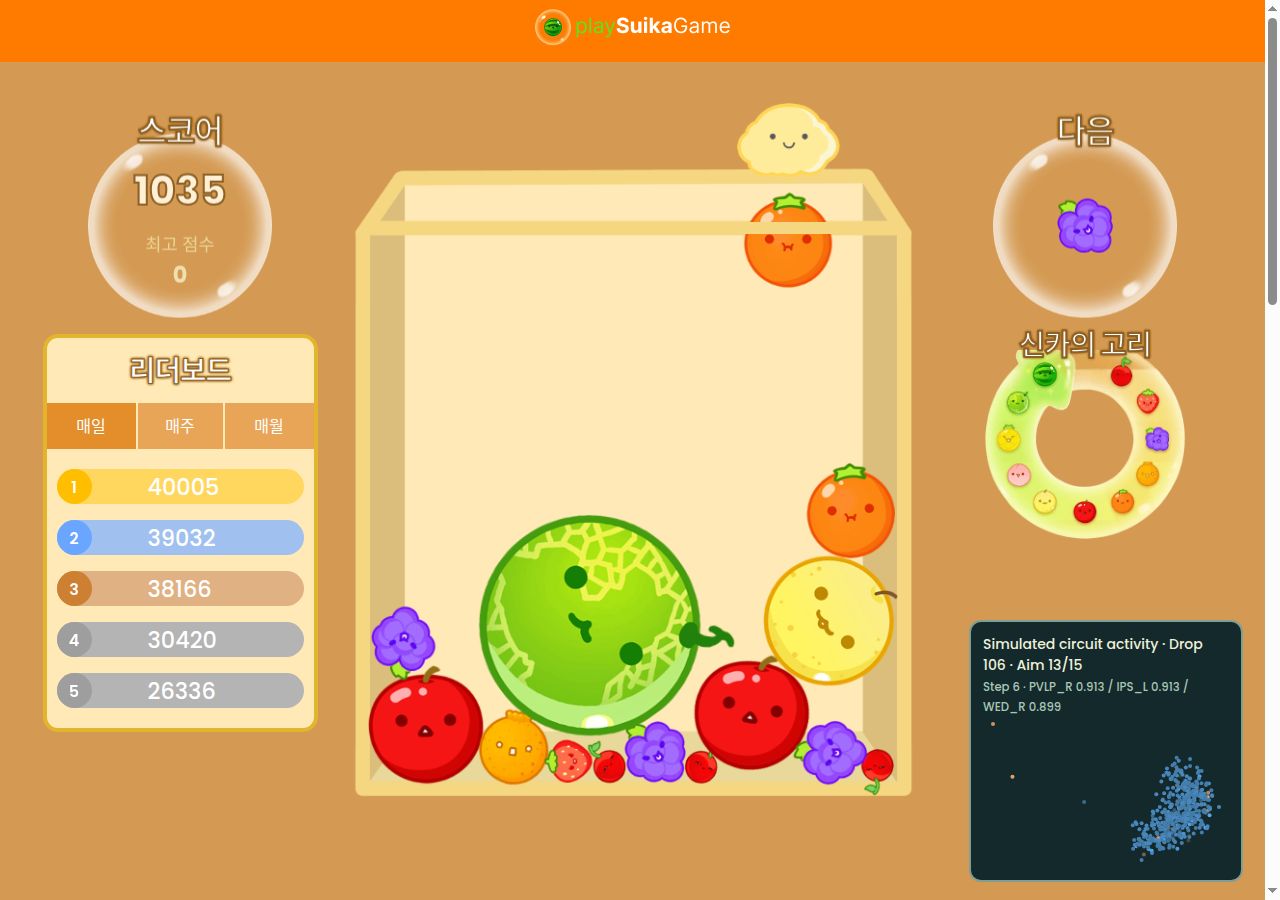 playSuikaGame
스코어
1035
최고 점수
0
리더보드
매일 매주 매월
1 40005
2 39032
3 38166
4 30420
5 26336
다음
신카의 고리
Simulated circuit activity · Drop
106 · Aim 13/15
Step 6 · PVLP_R 0.913 / IPS_L 0.913 /
WED_R 0.899